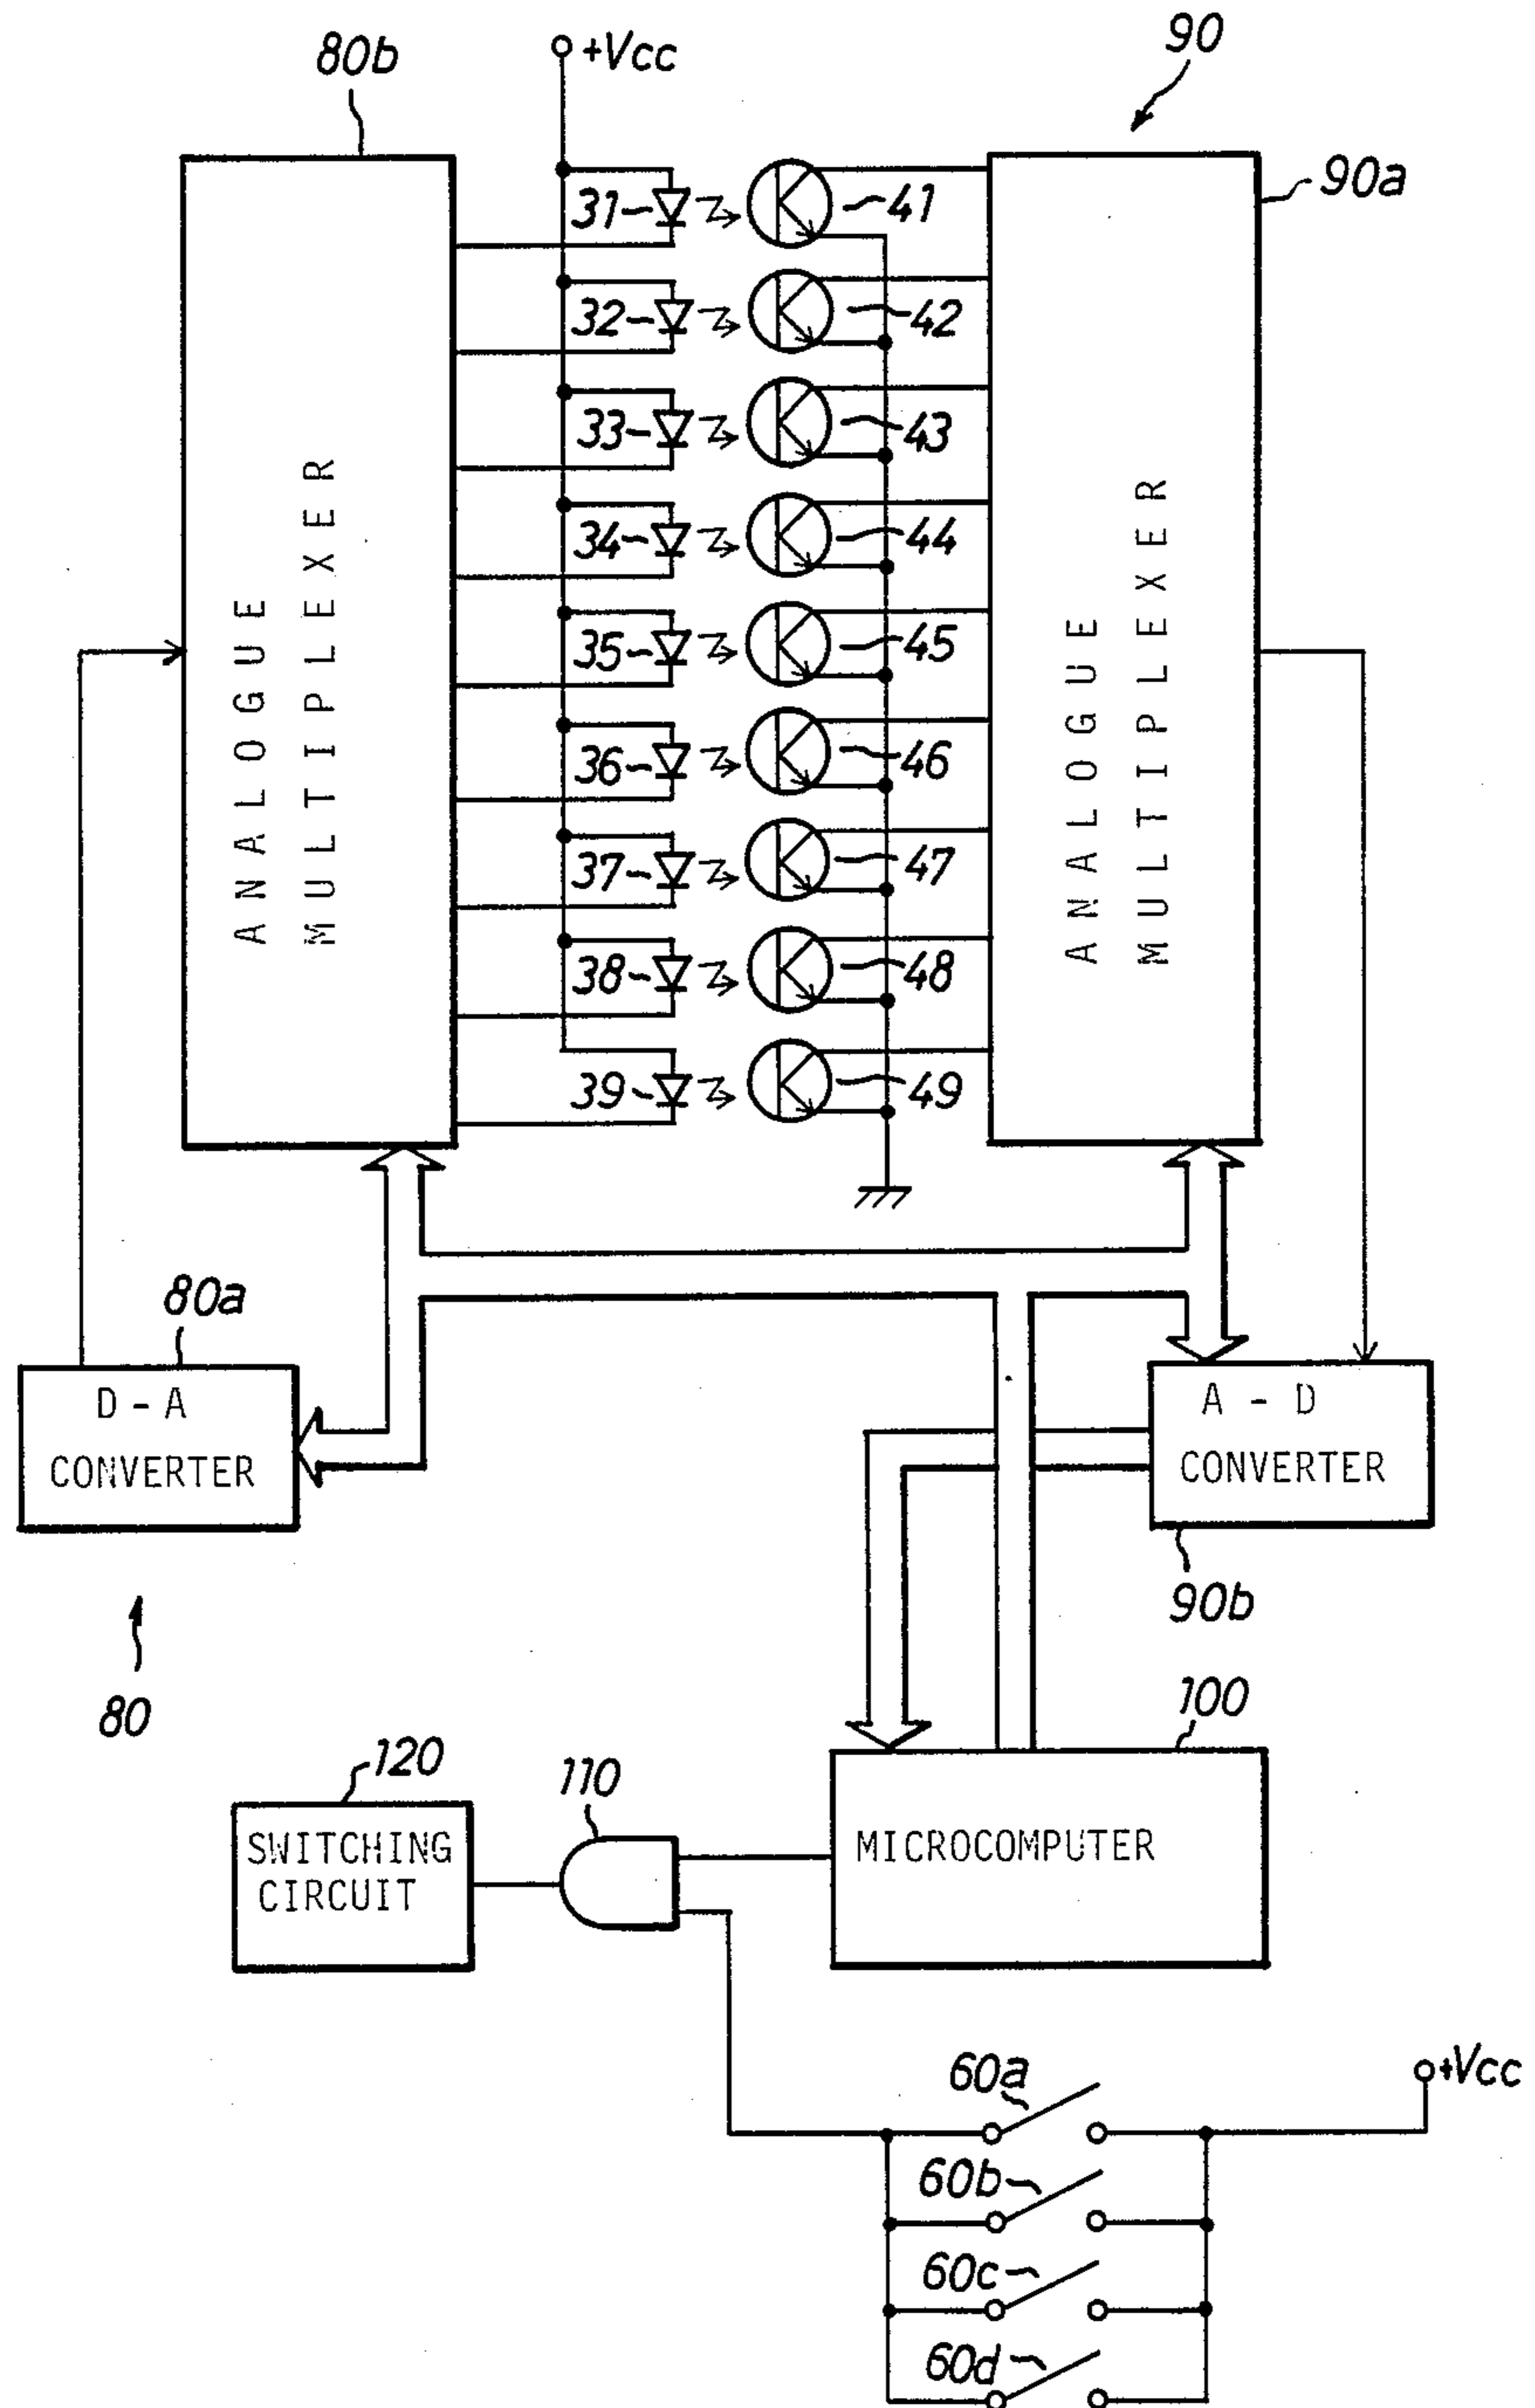 80b
+Vcc
90
90a
31
41
32
42
33
43
34
44
35
45
36
46
37
47
38
48
39
49
ANALOGUE
MULTIPLEXER
ANALOGUE
MULTIPLEXER
80a
D-A
CONVERTER
A-D
CONVERTER
90b
80
100
120
110
SWITCHING
CIRCUIT
MICROCOMPUTER
60a
+Vcc
60b
60c
60d